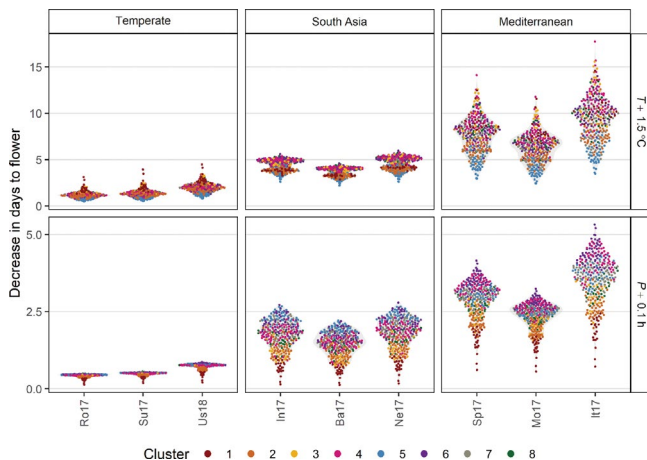 Temperate South Asia Mediterranean
Decrease in days to flower
15
10
5
0
T + 1.5 °C
5.0
2.5
0.0
P + 0.1 h
Ro17 Su17 Us18 In17 Ba17 Ne17 Sp17 Mo17 It17
Cluster 1 2 3 4 5 6 7 8